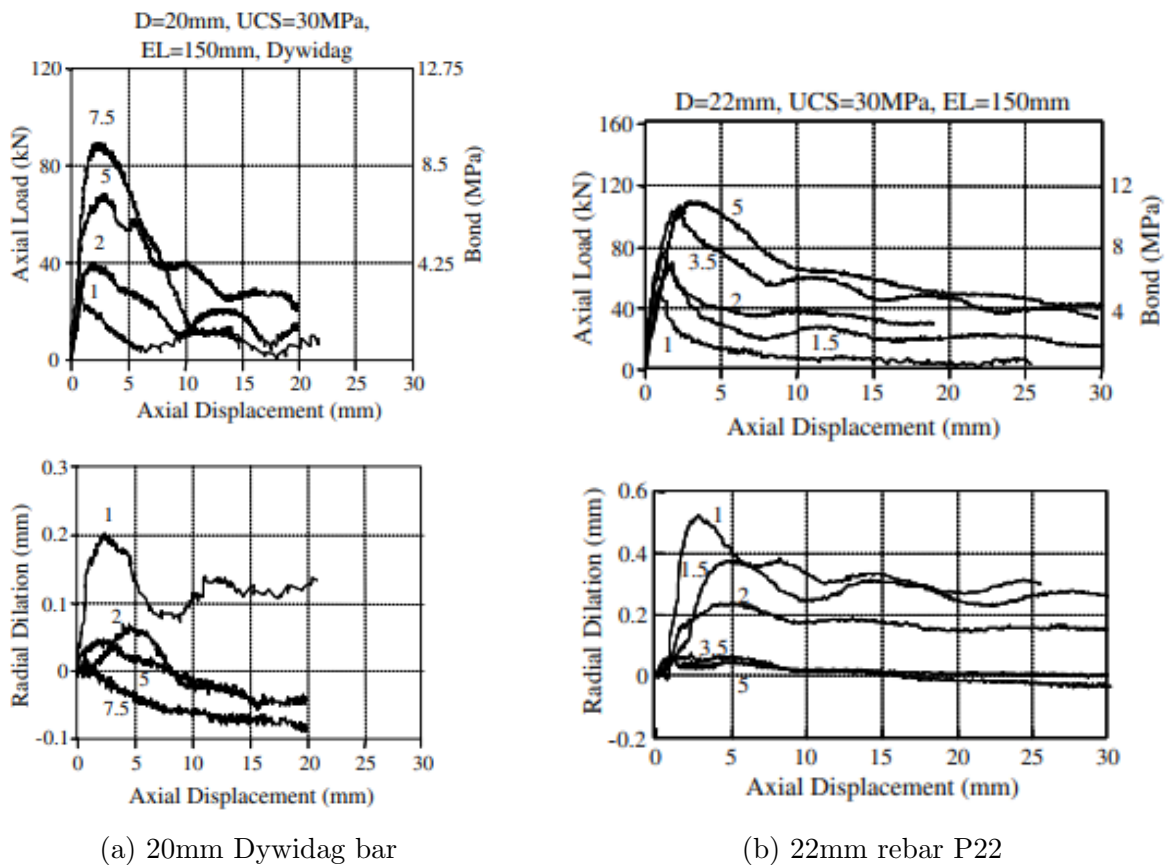 D=20mm, UCS=30MPa,
EL=150mm, Dywidag
120
80
40
0
12.75
8.5
4.25
Axial Load (kN)
Bond (MPa)
7.5
5
2
1
0 5 10 15 20 25 30
Axial Displacement (mm)
D=22mm, UCS=30MPa, EL=150mm
160
120
80
40
0
12
8
4
Axial Load (kN)
Bond (MPa)
5
3.5
2
1.5
1
0 5 10 15 20 25 30
Axial Displacement (mm)
0.3
0.2
0.1
0
-0.1
Radial Dilation (mm)
1
2
5
7.5
0 5 10 15 20 25 30
Axial Displacement (mm)
0.6
0.4
0.2
0
-0.2
Radial Dilation (mm)
1
1.5
2
3.5
5
0 5 10 15 20 25 30
Axial Displacement (mm)
(a) 20mm Dywidag bar
(b) 22mm rebar P22